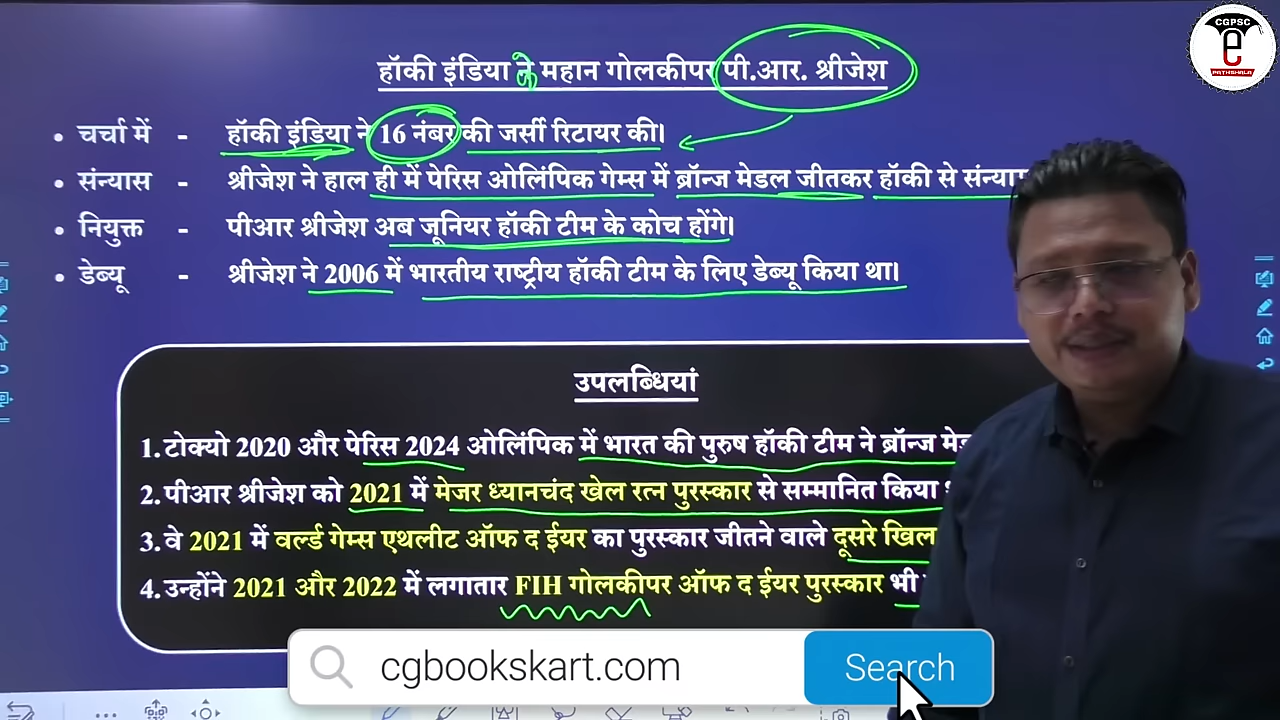 CGPSC
e
PATHSHALA
हॉकी इंडिया ने महान गोलकीपर पी.आर. श्रीजेश
• चर्चा में - हॉकी इंडिया ने 16 नंबर की जर्सी रिटायर की।
• संन्यास - श्रीजेश ने हाल ही में पेरिस ओलंपिक गेम्स में ब्रॉन्ज मेडल जीतकर हॉकी से
• नियुक्त - पीआर श्रीजेश अब जूनियर हॉकी टीम के कोच होंगे।
• डेब्यू - श्रीजेश ने 2006 में भारतीय राष्ट्रीय हॉकी टीम के लिए डेब्यू किया था।
उपलब्धियां
1. टोक्यो 2020 और पेरिस 2024 ओलिंपिक में भारत की पुरुष हॉकी टीम ने ब्रॉन्ज
2. पीआर श्रीजेश को 2021 में मेजर ध्यानचंद खेल रत्न पुरस्कार से सम्मानित किया
3. वे 2021 में वर्ल्ड गेम्स एथलीट ऑफ द ईयर का पुरस्कार जीतने वाले दूसरे
4. उन्होंने 2021 और 2022 में लगातार FIH गोलकीपर ऑफ द ईयर पुरस्कार भी
cgbookskart.com Search